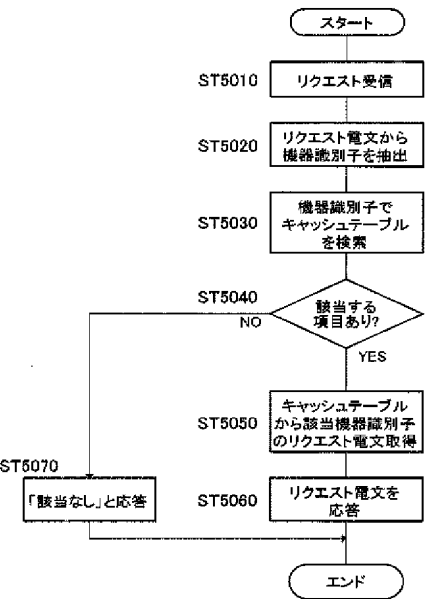 スタート
ST5010
リクエスト受信
ST5020
リクエスト電文から
機器識別子を抽出
ST5030
機器識別子で
キャッシュテーブル
を検索
ST5040
該当する
項目あり?
NO
YES
ST5050
キャッシュテーブル
から該当機器識別子
のリクエスト電文取得
ST5070
「該当なし」と応答
ST5060
リクエスト電文を
応答
エンド